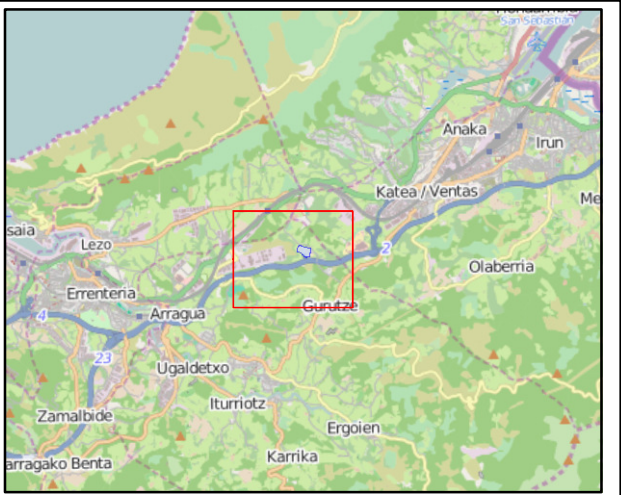 San Sebastián
Anaka
Irun
Katea / Ventas
Me
saia
Lezo
2
Olaberria
Errenteria
Gurutze
4
Arragua
23
Ugaldetxo
Iturriotz
Zamalbide
Ergoien
Karrika
arragako Benta